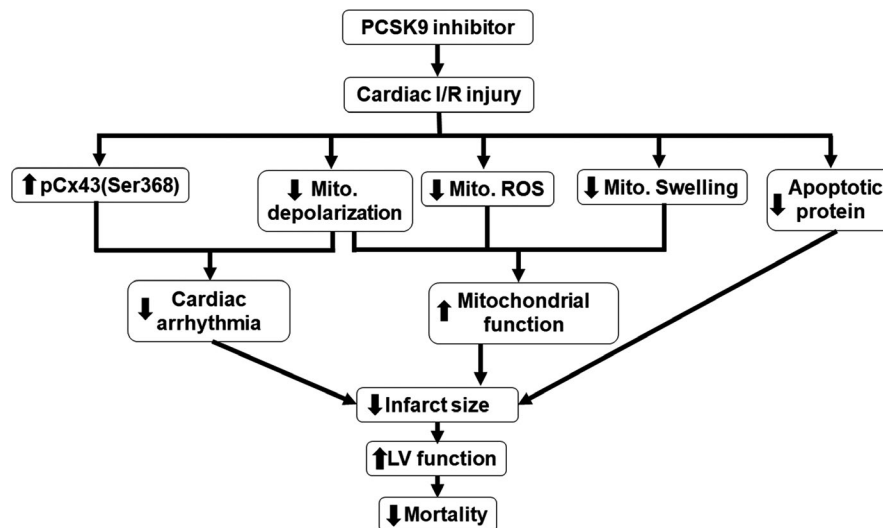 PCSK9 inhibitor
Cardiac I/R injury
pCx43(Ser368)
Mito.
depolarization
Mito. ROS
Mito. Swelling
Apoptotic
protein
Cardiac
arrhythmia
Mitochondrial
function
Infarct size
LV function
Mortality